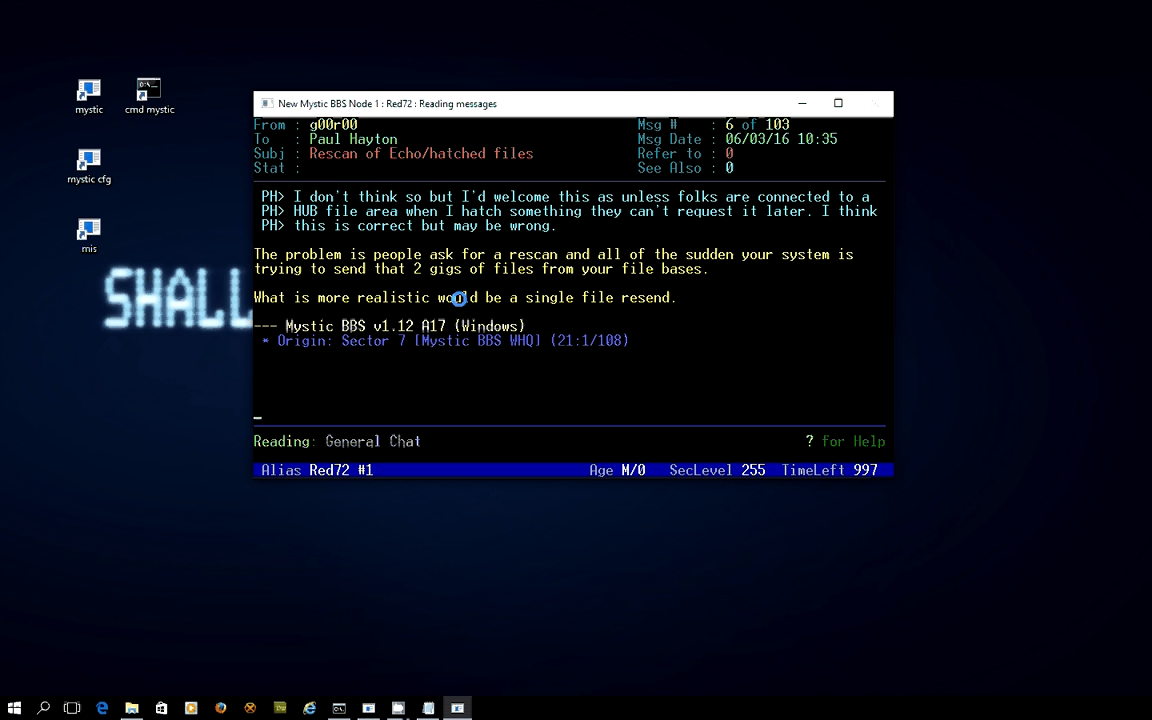 mystic
cmd mystic
mystic cfg
mis
SHALL
New Mystic BBS Node 1 : Red72 : Reading messages
From : g00r00 Msg # : 6 of 103
To : Paul Hayton Msg Date : 06/03/16 10:35
Subj : Rescan of Echo/hatched files Refer to : 0
Stat : See Also : 0
PH> I don't think so but I'd welcome this as unless folks are connected to a
PH> HUB file area when I hatch something they can't request it later. I think
PH> this is correct but may be wrong.
The problem is people ask for a rescan and all of the sudden your system is
trying to send that 2 gigs of files from your file bases.
What is more realistic would be a single file resend.
--- Mystic BBS v1.12 A17 (Windows)
* Origin: Sector 7 [Mystic BBS WHQ] (21:1/108)
Reading: General Chat ? for Help
Alias Red72 #1 Age M/0 SecLevel 255 TimeLeft 997